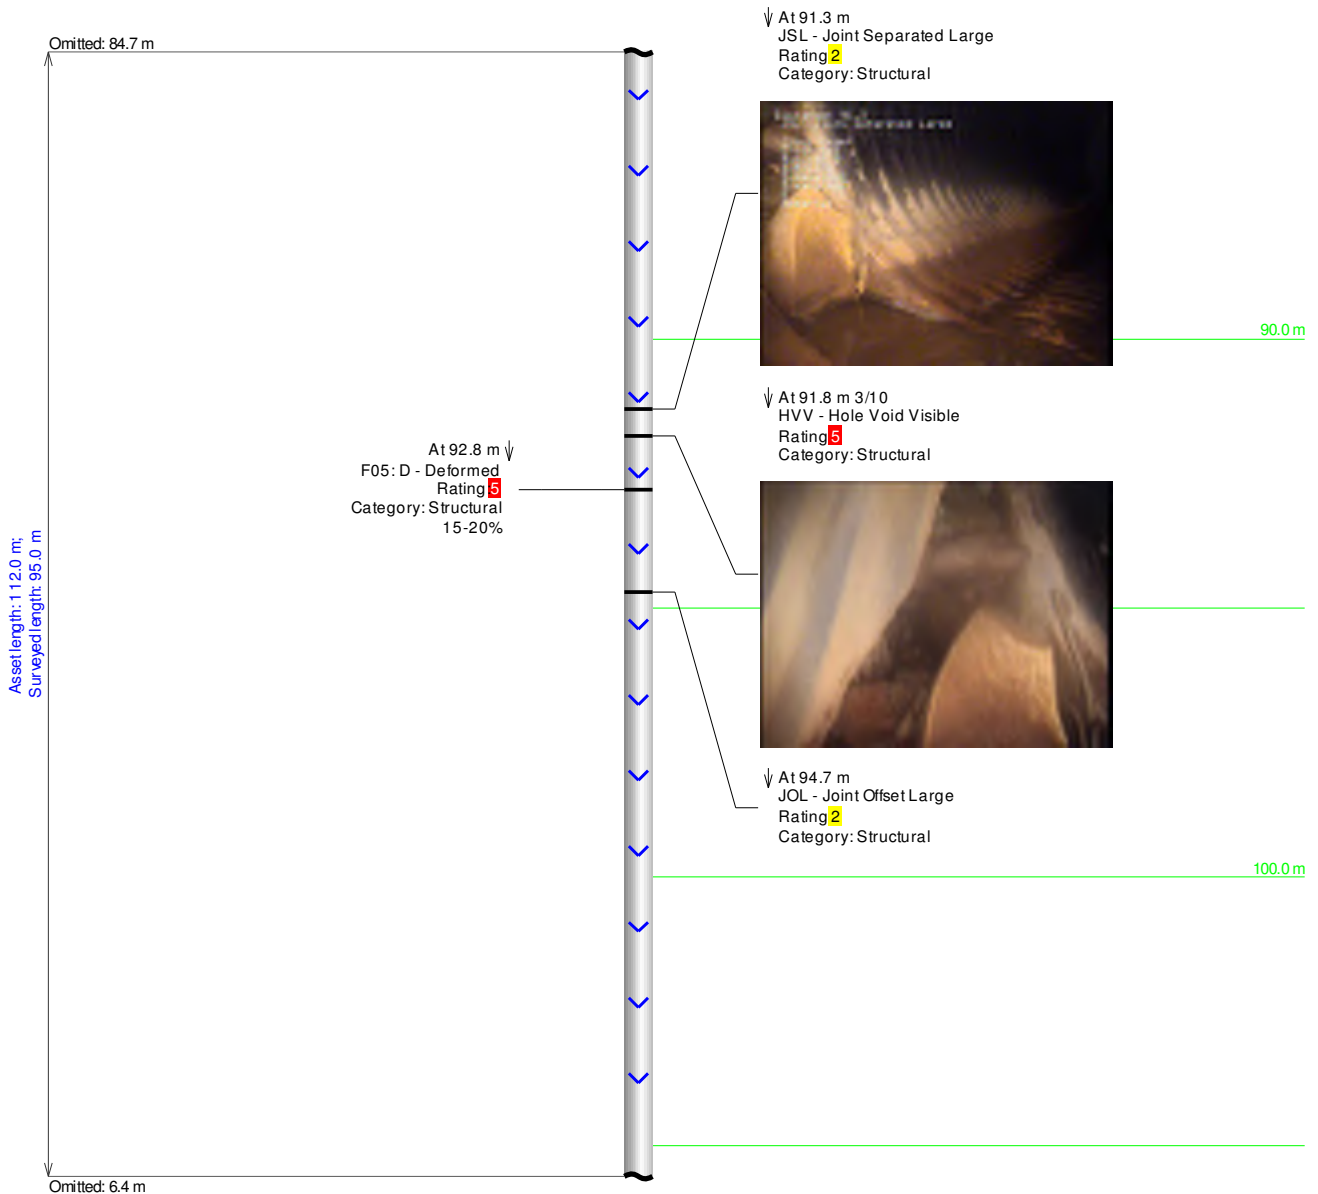 At 91.3 m
JSL - Joint Separated Large
Rating 2
Category: Structural
Omitted: 84.7 m
90.0 m
At 91.8 m 3/10
HVV - Hole Void Visible
Rating 5
Category: Structural
At 92.8 m
F05: D - Deformed
Rating 5
Category: Structural
15-20%
Asset length: 112.0 m;
Surveyed length: 95.0 m
At 94.7 m
JOL - Joint Offset Large
Rating 2
Category: Structural
100.0 m
Omitted: 6.4 m